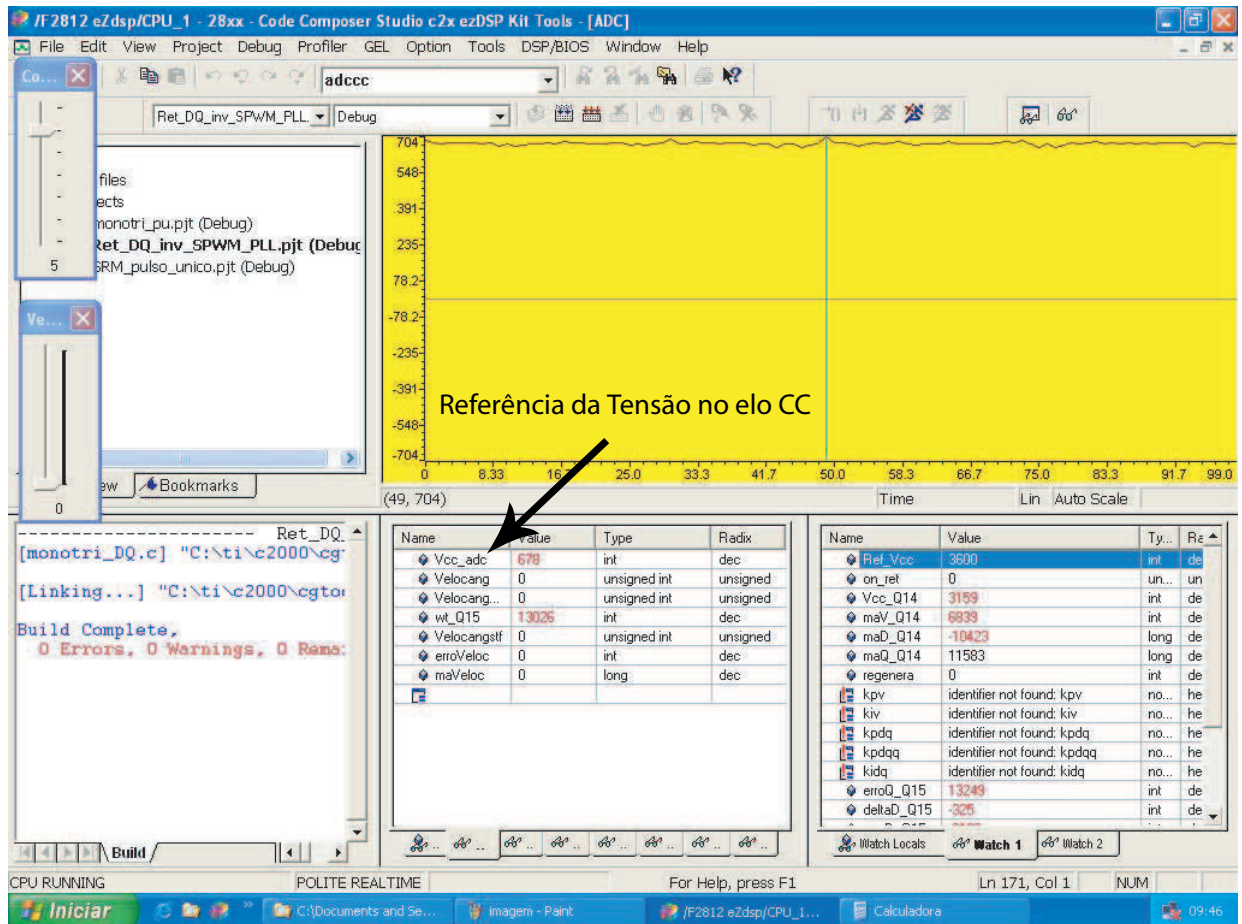 /F2812 eZdsp/CPU_1 - 28xx - Code Composer Studio c2x ezDSP Kit Tools - [ADC]
File Edit View Project Debug Profiler GEL Option Tools DSP/BIOS Window Help
Co...
adccc
Ret_DQ_inv_SPWM_PLL. Debug
5
Ve...
0
files
ects
monotri_pu.pjt (Debug)
Ret_DQ_inv_SPWM_PLL.pjt (Debug
SRM_pulso_unico.pjt (Debug)
ew Bookmarks
704
548
391
235
78.2
-78.2
-235
-391
-548
-704
Referência da Tensão no elo CC
0 8.33 16.7 25.0 33.3 41.7 50.0 58.3 66.7 75.0 83.3 91.7 99.0
(49, 704) Time Lin Auto Scale
---------------------- Ret_DQ_
[monotri_DQ.c] "C:\ti\c2000\cg
[Linking...] "C:\ti\c2000\cgtoo
Build Complete,
0 Errors, 0 Warnings, 0 Rema
Build
Name Value Type Radix
Vcc_adc 678 int dec
Velocang 0 unsigned int unsigned
Velocang... 0 unsigned int unsigned
wt_Q15 13026 int dec
Velocangstf 0 unsigned int unsigned
erroVeloc 0 int dec
maVeloc 0 long dec
Name Value Ty... Ra
Ref_Vcc 3600 int de
on_ret 0 un... un
Vcc_Q14 3159 int de
maV_Q14 6839 int de
maD_Q14 -10423 long de
maQ_Q14 11583 long de
regenera 0 int de
kpv identifier not found: kpv no... he
kiv identifier not found: kiv no... he
kpdq identifier not found: kpdq no... he
kpdqq identifier not found: kpdqq no... he
kidq identifier not found: kidq no... he
erroQ_Q15 13249 int de
deltaD_Q15 -325 int de
Watch Locals Watch 1 Watch 2
CPU RUNNING POLITE REALTIME For Help, press F1 Ln 171, Col 1 NUM
Iniciar C:\Documents and Se... imagem - Paint /F2812 eZdsp/CPU_1... Calculadora 09:46